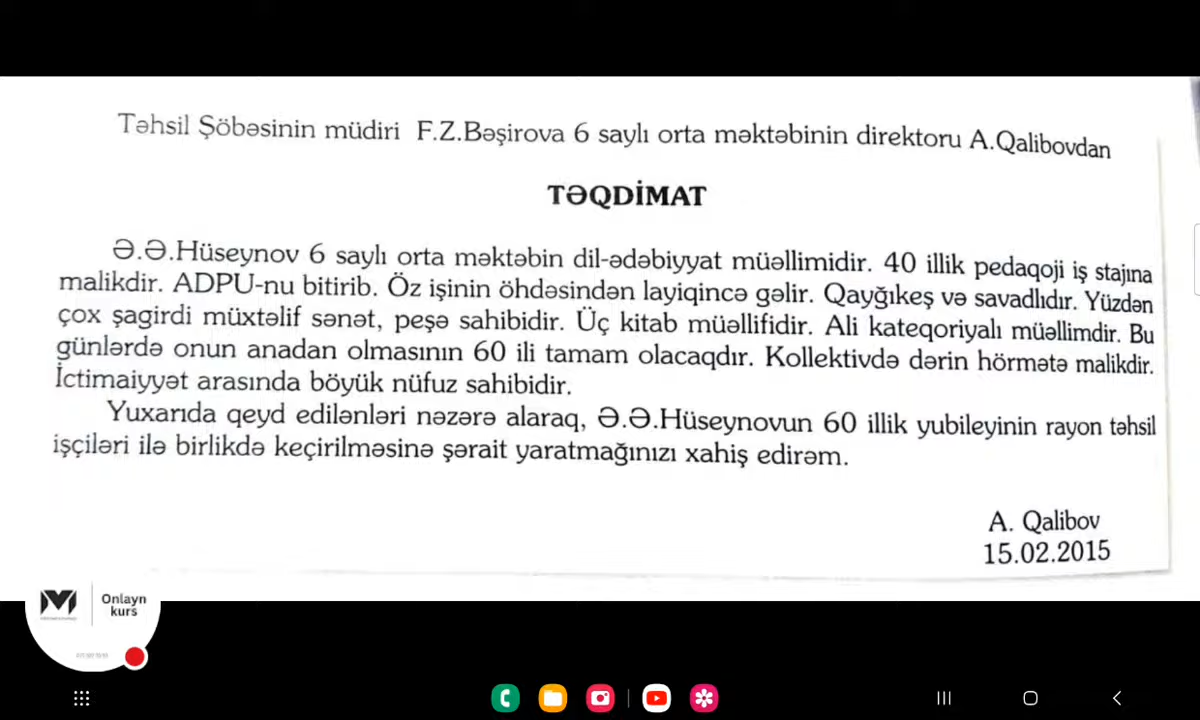 Təhsil Şöbəsinin müdiri F.Z.Bəşirova 6 saylı orta məktəbinin direktoru A.Qalibovdan
TƏQDİMAT
Ə.Ə.Hüseynov 6 saylı orta məktəbin dil-ədəbiyyat müəllimidir. 40 illik pedaqoji iş stajına
malikdir. ADPU-nu bitirib. Öz işinin öhdəsindən layiqincə gəlir. Qayğıkeş və savadlıdır. Yüzdən
çox şagirdi müxtəlif sənət, peşə sahibidir. Üç kitab müəllifidir. Ali kateqoriyalı müəllimdir. Bu
günlərdə onun anadan olmasının 60 ili tamam olacaqdır. Kollektivdə dərin hörmətə malikdir.
İctimaiyyət arasında böyük nüfuz sahibidir.
Yuxarıda qeyd edilənləri nəzərə alaraq, Ə.Ə.Hüseynovun 60 illik yubileyinin rayon təhsil
işçiləri ilə birlikdə keçirilməsinə şərait yaratmağınızı xahiş edirəm.
A. Qalibov
15.02.2015
Onlayn
kurs